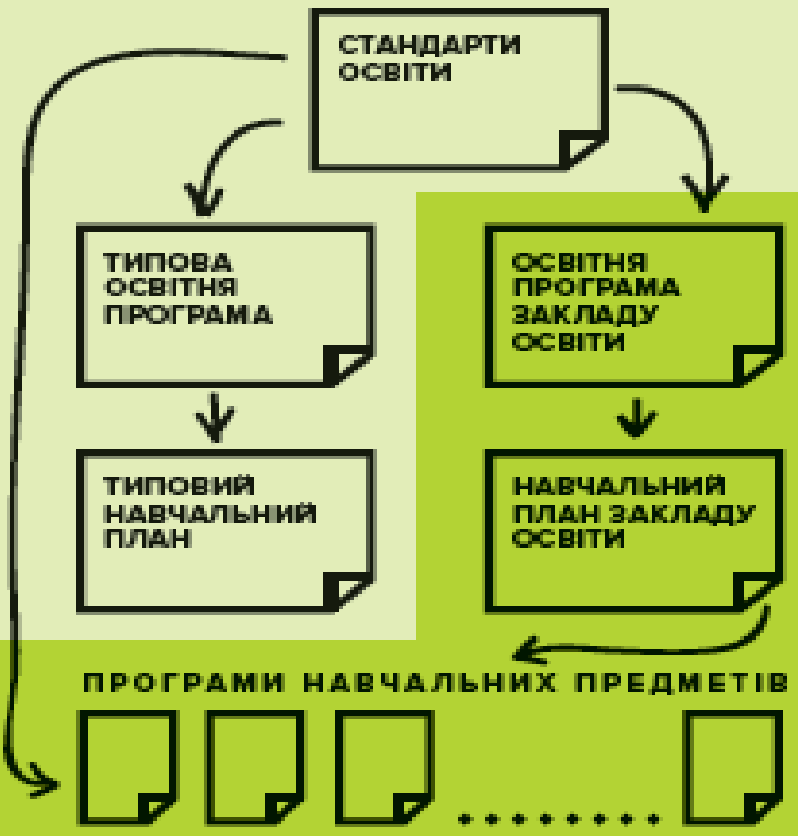 СТАНДАРТИ
ОСВІТИ
ТИПОВА
ОСВІТНЯ
ПРОГРАМА
ОСВІТНЯ
ПРОГРАМА
ЗАКЛАДУ
ОСВІТИ
ТИПОВИЙ
НАВЧАЛЬНИЙ
ПЛАН
НАВЧАЛЬНИЙ
ПЛАН ЗАКЛАДУ
ОСВІТИ
ПРОГРАМИ НАВЧАЛЬНИХ ПРЕДМЕТІВ